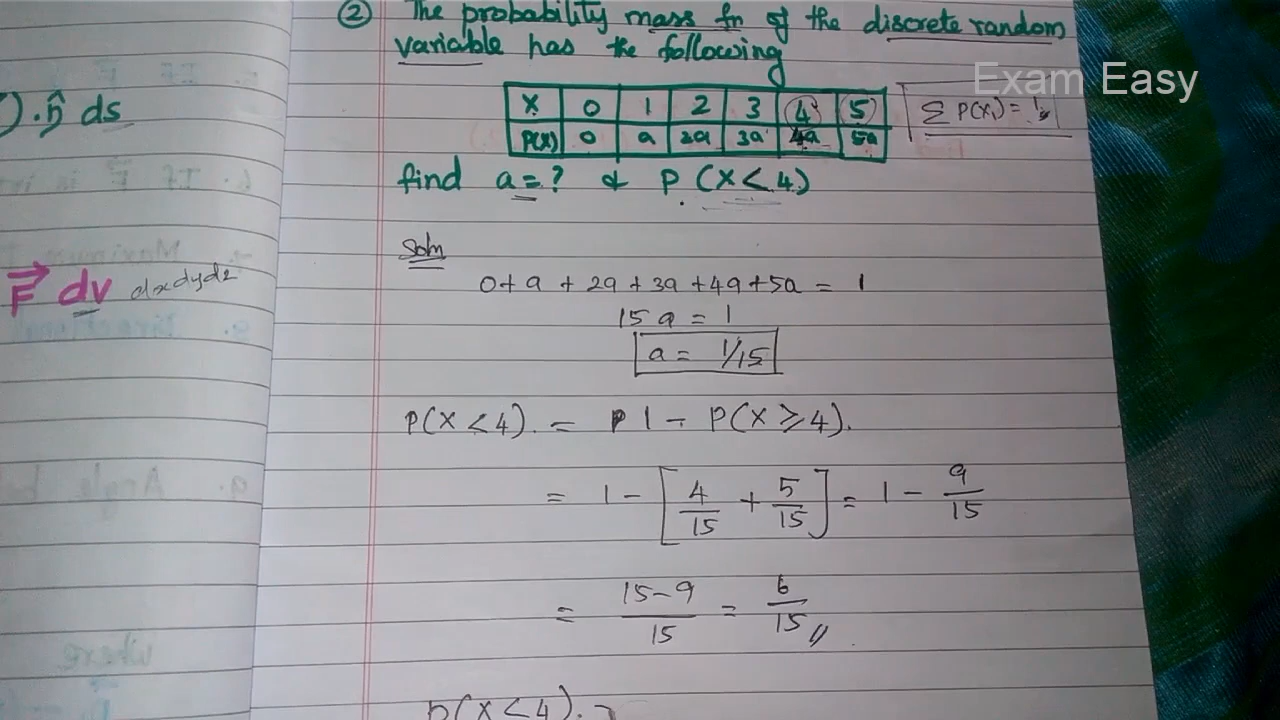 ② The probability mass fn of the discrete random
variable has the following
Exam Easy
X 0 1 2 3 4 5
P(X) 0 a 2a 3a 4a 5a
∑ P(Xi) = 1
find a = ? & P(X < 4)
Soln
0 + a + 2a + 3a + 4a + 5a = 1
15 a = 1
a = 1/15
P(X < 4). = P 1 - P(X ≥ 4).
= 1 - [4/15 + 5/15] = 1 - 9/15
= 15-9/15 = 6/15 //.
P(X < 4). =
). n̂ ds
F⃗ dv dxdydz